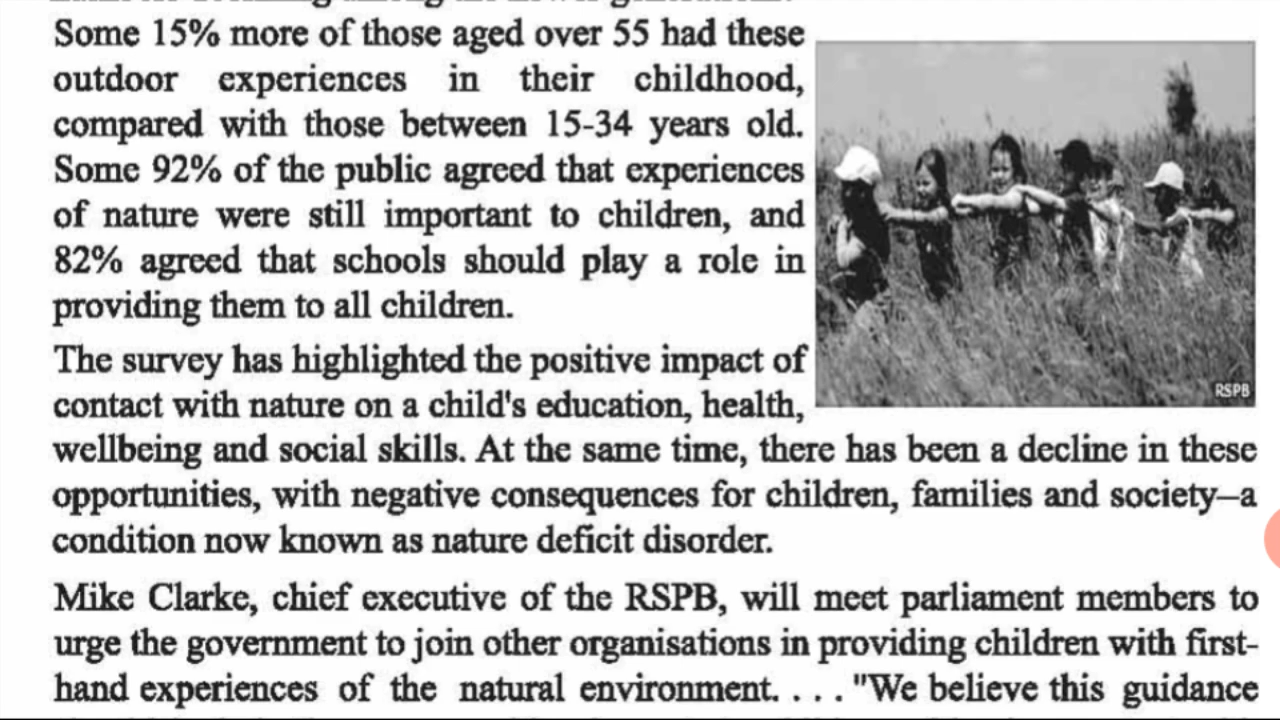 Some 15% more of those aged over 55 had these
outdoor experiences in their childhood,
compared with those between 15-34 years old.
Some 92% of the public agreed that experiences
of nature were still important to children, and
82% agreed that schools should play a role in
providing them to all children.
RSPB
The survey has highlighted the positive impact of
contact with nature on a child's education, health,
wellbeing and social skills. At the same time, there has been a decline in these
opportunities, with negative consequences for children, families and society–a
condition now known as nature deficit disorder.
Mike Clarke, chief executive of the RSPB, will meet parliament members to
urge the government to join other organisations in providing children with first-
hand experiences of the natural environment. . . . "We believe this guidance